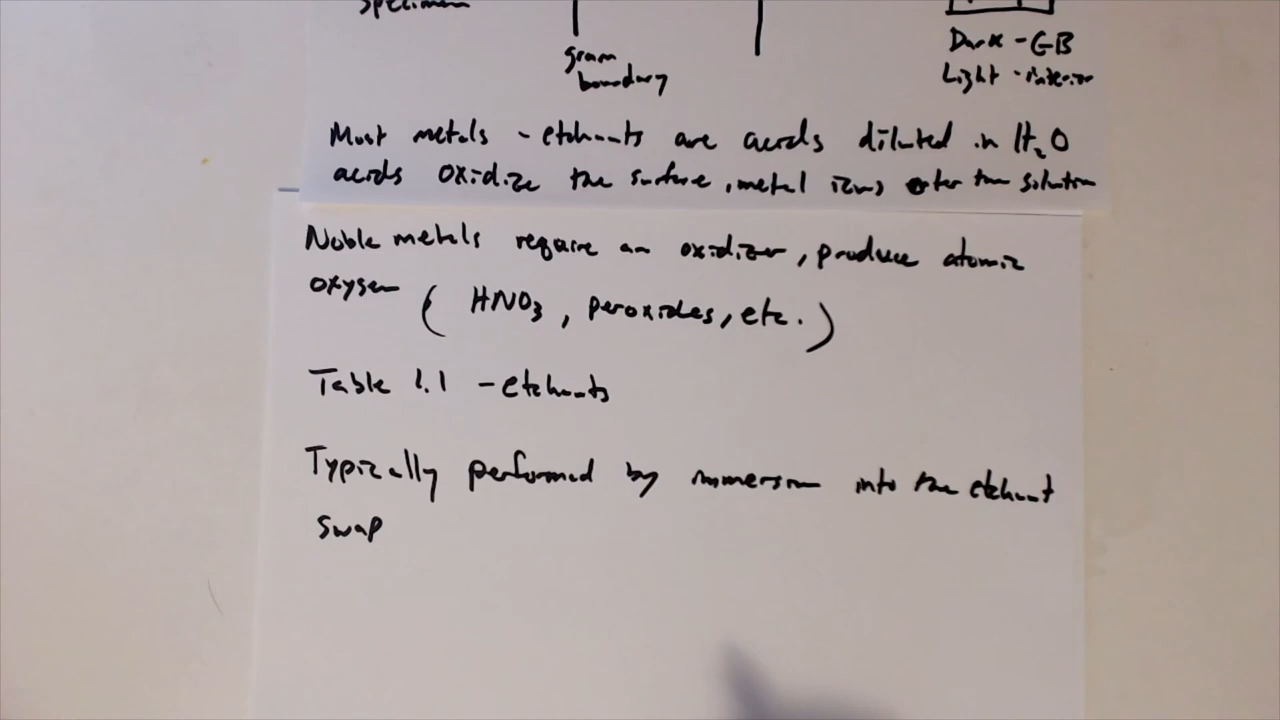 Specimen
grain
boundary
Dark - GB
Light - interior
Most metals - etchants are acids diluted in H₂O
acids oxidize the surface, metal ions enter the solution
Noble metals require an oxidizer, produce atomic
oxygen ( HNO₃, peroxides, etc. )
Table 1.1 - etchants
Typically performed by immersion into the etchant
swap